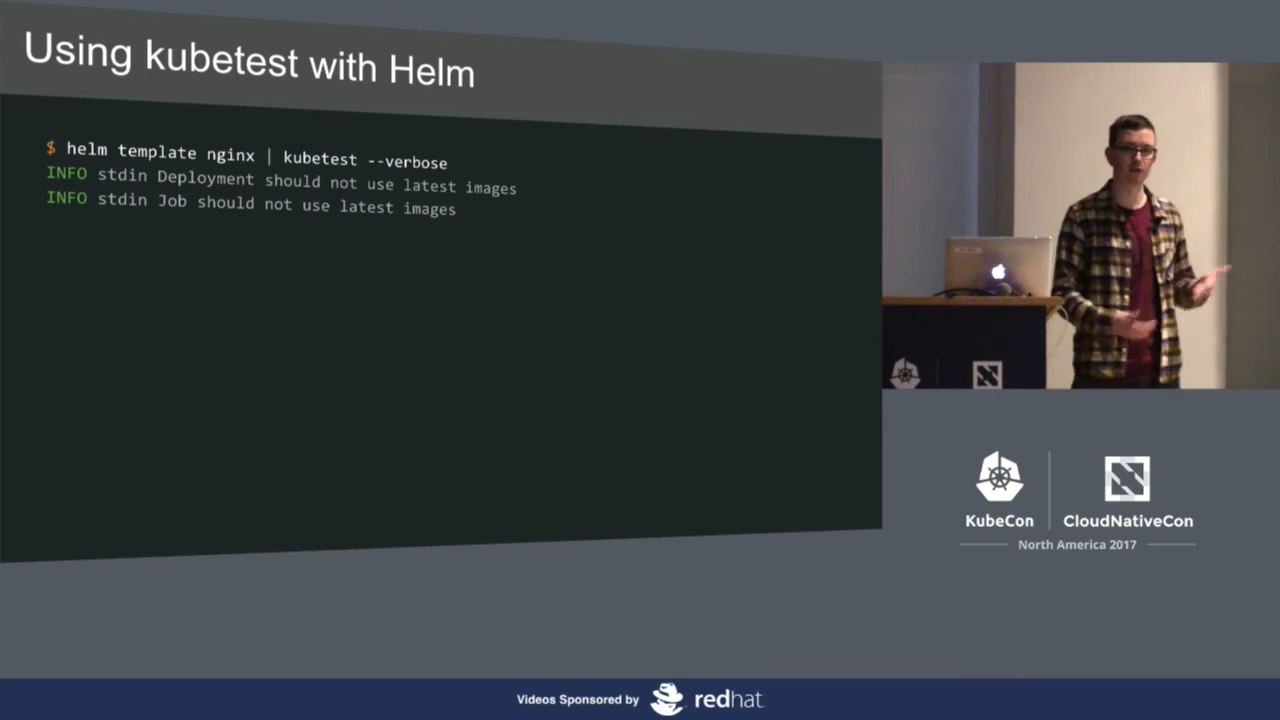 Using kubetest with Helm
$ helm template nginx | kubetest --verbose
INFO stdin Deployment should not use latest images
INFO stdin Job should not use latest images
KubeCon
CloudNativeCon
North America 2017
Videos Sponsored by
redhat